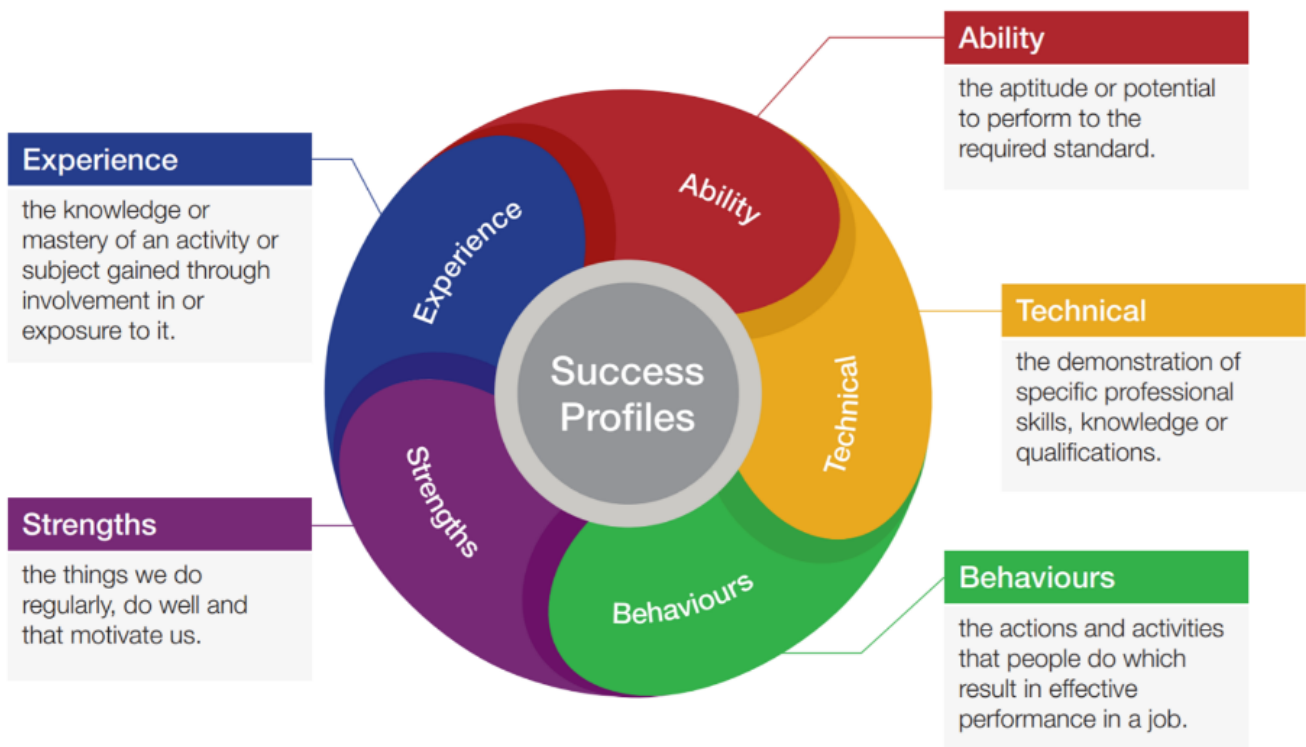 Ability
the aptitude or potential
to perform to the
required standard.
Experience
the knowledge or
mastery of an activity or
subject gained through
involvement in or
exposure to it.
Technical
the demonstration of
specific professional
skills, knowledge or
qualifications.
Strengths
the things we do
regularly, do well and
that motivate us.
Behaviours
the actions and activities
that people do which
result in effective
performance in a job.
Ability
Experience
Technical
Strengths
Behaviours
Success
Profiles